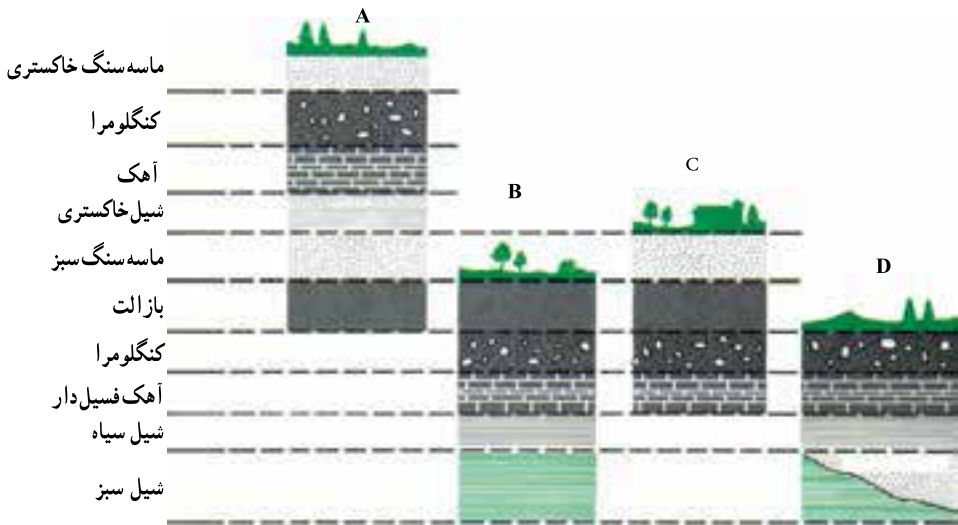 A
ماسه سنگ خاکستری
کنگلومرا
آهک
شیل خاکستری
B
C
ماسه سنگ سبز
D
بازالت
کنگلومرا
آهک فسیل دار
شیل سیاه
شیل سبز